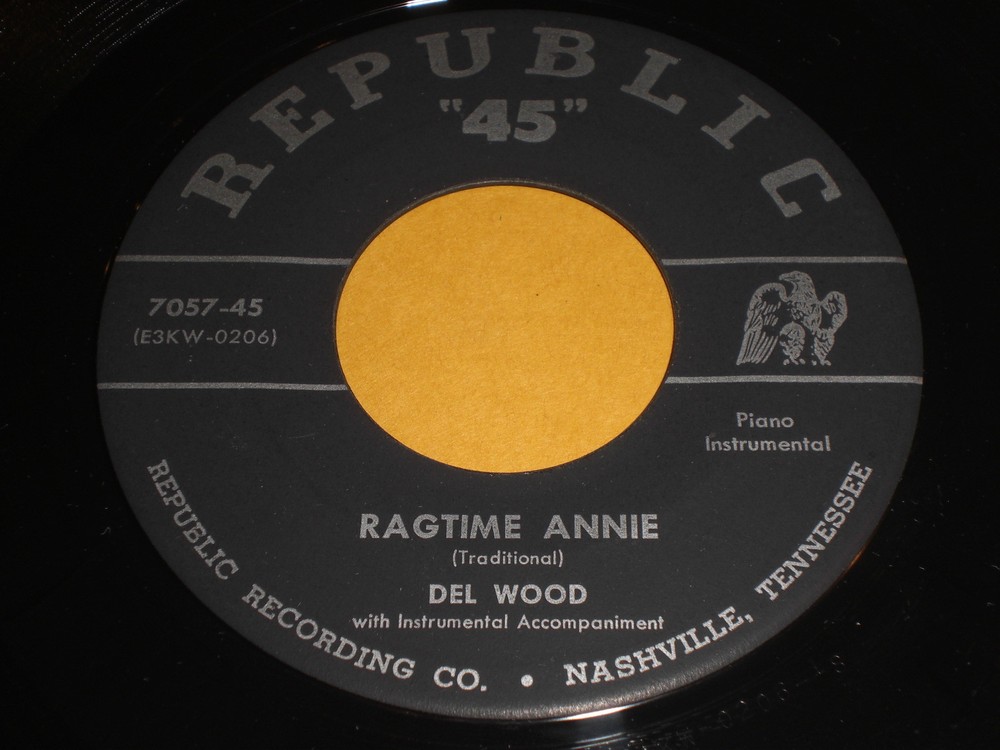 REPUBLIC
"45"
7057-45
(E3KW-0206)
Piano
Instrumental
RAGTIME ANNIE
(Traditional)
DEL WOOD
with Instrumental Accompaniment
REPUBLIC RECORDING CO. • NASHVILLE, TENNESSEE